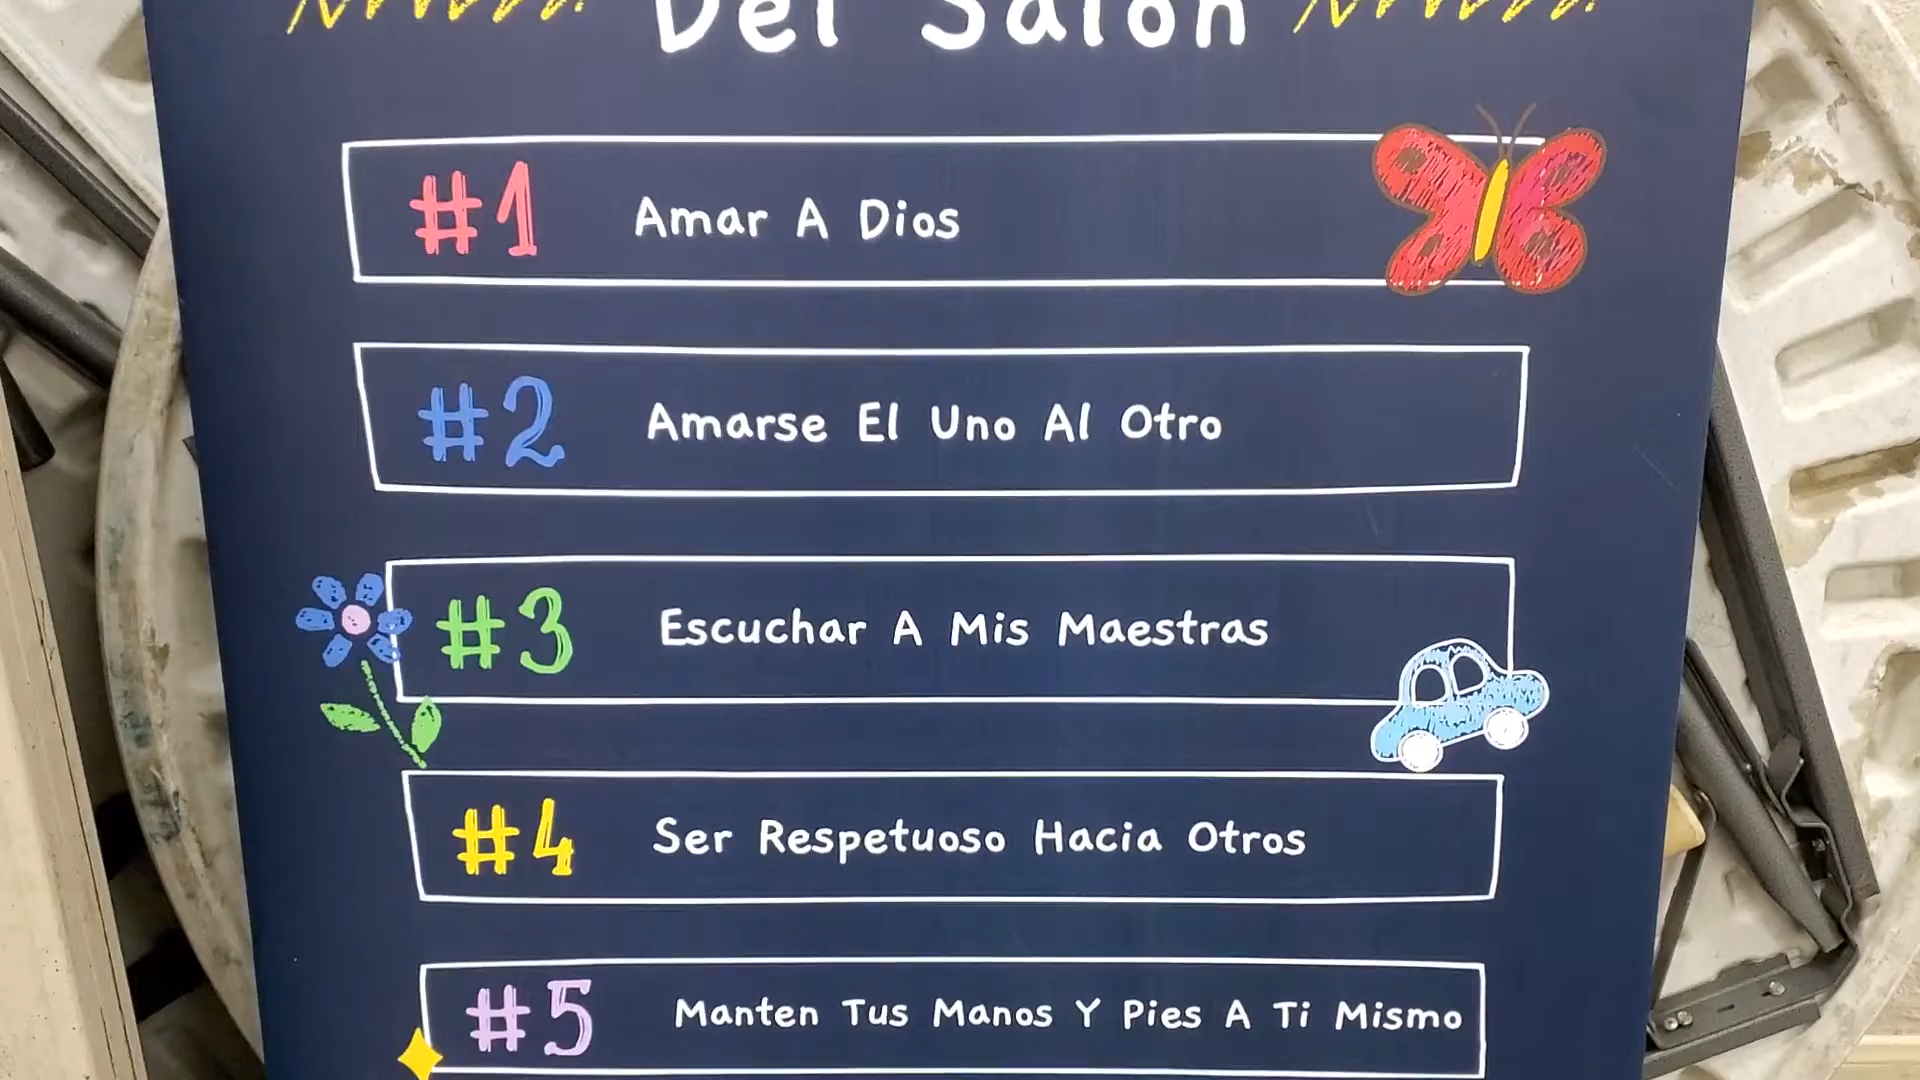 Del Salón
#1 Amar A Dios
#2 Amarse El Uno Al Otro
#3 Escuchar A Mis Maestras
#4 Ser Respetuoso Hacia Otros
#5 Manten Tus Manos Y Pies A Ti Mismo